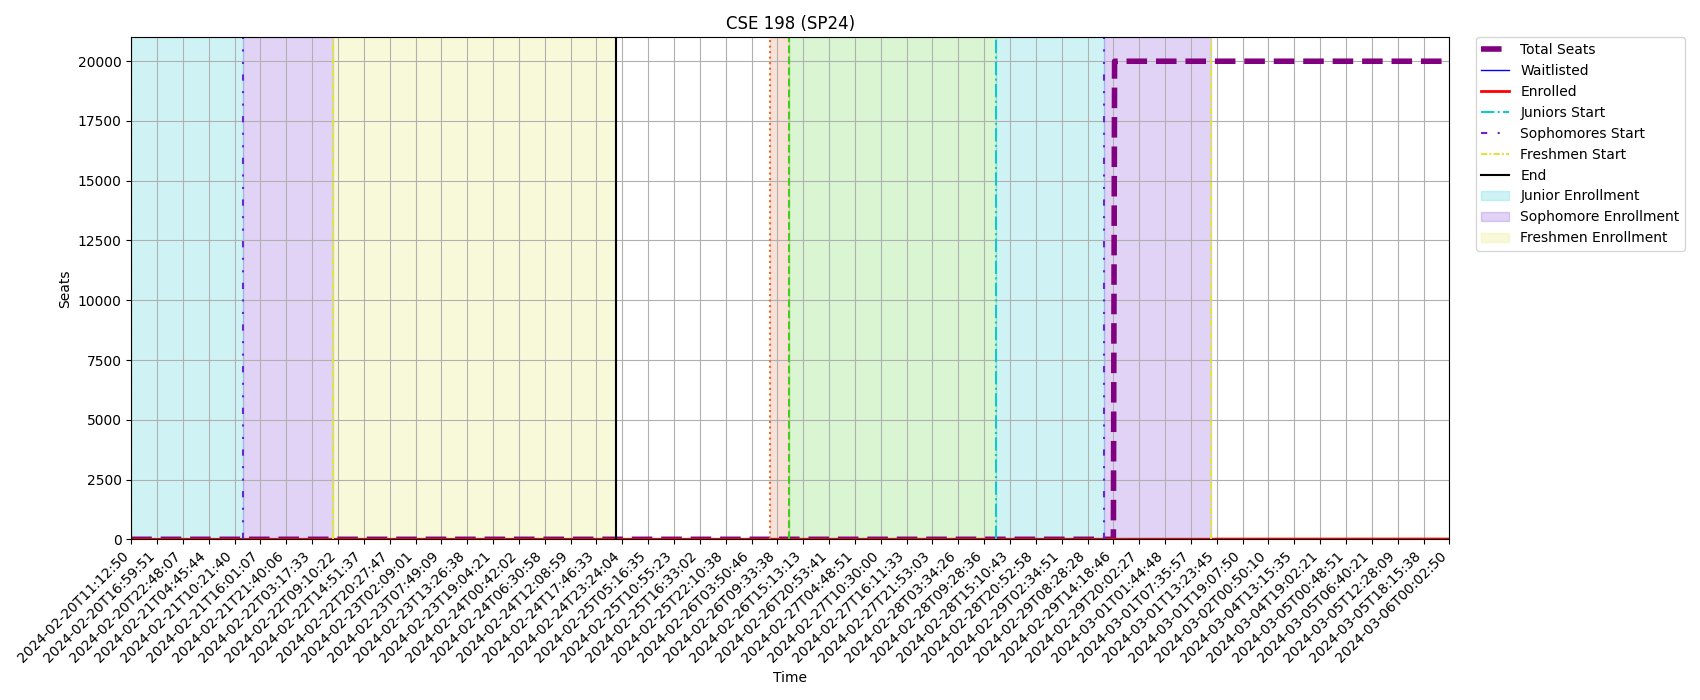 CSE 198 (SP24)
Seats
20000
17500
15000
12500
10000
7500
5000
2500
0
Total Seats
Waitlisted
Enrolled
Juniors Start
Sophomores Start
Freshmen Start
End
Junior Enrollment
Sophomore Enrollment
Freshmen Enrollment
2024-02-20T11:12:50
2024-02-20T16:59:51
2024-02-20T22:48:07
2024-02-21T04:45:44
2024-02-21T10:21:40
2024-02-21T16:01:07
2024-02-21T21:40:06
2024-02-22T03:17:33
2024-02-22T09:10:22
2024-02-22T14:51:37
2024-02-22T20:27:47
2024-02-23T02:09:01
2024-02-23T07:49:09
2024-02-23T13:26:38
2024-02-23T19:04:21
2024-02-24T00:42:02
2024-02-24T06:30:58
2024-02-24T12:08:59
2024-02-24T17:46:33
2024-02-24T23:24:04
2024-02-25T05:16:35
2024-02-25T10:55:23
2024-02-25T16:33:02
2024-02-25T22:10:38
2024-02-26T03:50:46
2024-02-26T09:33:38
2024-02-26T15:13:13
2024-02-26T20:53:41
2024-02-27T04:48:51
2024-02-27T10:30:00
2024-02-27T16:11:33
2024-02-27T21:53:03
2024-02-28T03:34:26
2024-02-28T09:28:36
2024-02-28T15:10:43
2024-02-28T20:52:58
2024-02-29T02:34:51
2024-02-29T08:28:28
2024-02-29T14:18:46
2024-02-29T20:02:27
2024-03-01T01:44:48
2024-03-01T07:35:57
2024-03-01T13:23:45
2024-03-01T19:07:50
2024-03-02T00:50:10
2024-03-04T13:15:35
2024-03-04T19:02:21
2024-03-05T00:48:51
2024-03-05T06:40:21
2024-03-05T12:28:09
2024-03-05T18:15:38
2024-03-06T00:02:50
Time